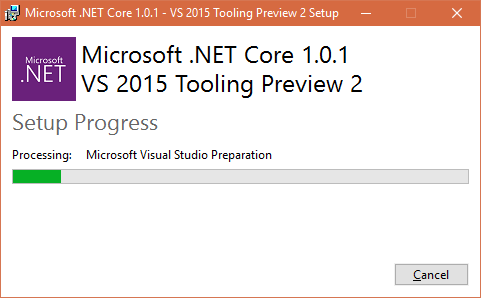 Microsoft .NET Core 1.0.1 - VS 2015 Tooling Preview 2 Setup
Microsoft
.NET
Microsoft .NET Core 1.0.1
VS 2015 Tooling Preview 2
Setup Progress
Processing: Microsoft Visual Studio Preparation
Cancel